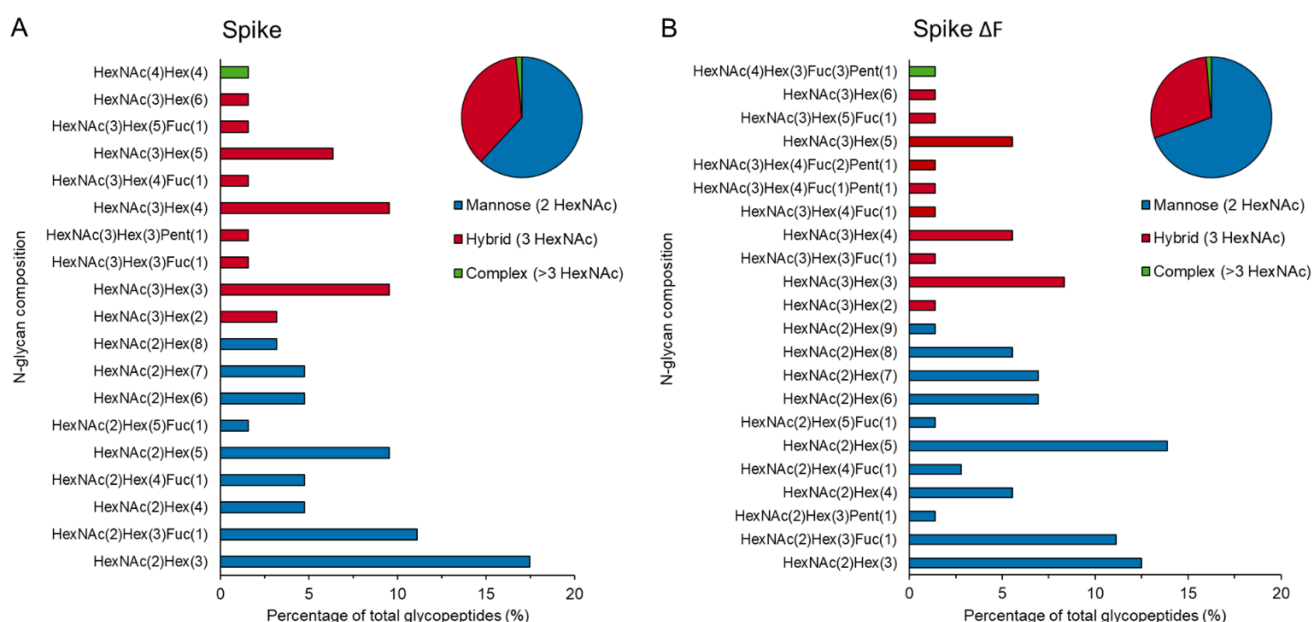 A
Spike
N-glycan composition
HexNAc(4)Hex(4)
HexNAc(3)Hex(6)
HexNAc(3)Hex(5)Fuc(1)
HexNAc(3)Hex(5)
HexNAc(3)Hex(4)Fuc(1)
HexNAc(3)Hex(4)
HexNAc(3)Hex(3)Pent(1)
HexNAc(3)Hex(3)Fuc(1)
HexNAc(3)Hex(3)
HexNAc(3)Hex(2)
HexNAc(2)Hex(8)
HexNAc(2)Hex(7)
HexNAc(2)Hex(6)
HexNAc(2)Hex(5)Fuc(1)
HexNAc(2)Hex(5)
HexNAc(2)Hex(4)Fuc(1)
HexNAc(2)Hex(4)
HexNAc(2)Hex(3)Fuc(1)
HexNAc(2)Hex(3)
0 5 10 15 20
Percentage of total glycopeptides (%)
Mannose (2 HexNAc)
Hybrid (3 HexNAc)
Complex (>3 HexNAc)
B
Spike ΔF
N-glycan composition
HexNAc(4)Hex(3)Fuc(3)Pent(1)
HexNAc(3)Hex(6)
HexNAc(3)Hex(5)Fuc(1)
HexNAc(3)Hex(5)
HexNAc(3)Hex(4)Fuc(2)Pent(1)
HexNAc(3)Hex(4)Fuc(1)Pent(1)
HexNAc(3)Hex(4)Fuc(1)
HexNAc(3)Hex(4)
HexNAc(3)Hex(3)Fuc(1)
HexNAc(3)Hex(3)
HexNAc(3)Hex(2)
HexNAc(2)Hex(9)
HexNAc(2)Hex(8)
HexNAc(2)Hex(7)
HexNAc(2)Hex(6)
HexNAc(2)Hex(5)Fuc(1)
HexNAc(2)Hex(5)
HexNAc(2)Hex(4)Fuc(1)
HexNAc(2)Hex(4)
HexNAc(2)Hex(3)Pent(1)
HexNAc(2)Hex(3)Fuc(1)
HexNAc(2)Hex(3)
0 5 10 15 20
Percentage of total glycopeptides (%)
Mannose (2 HexNAc)
Hybrid (3 HexNAc)
Complex (>3 HexNAc)